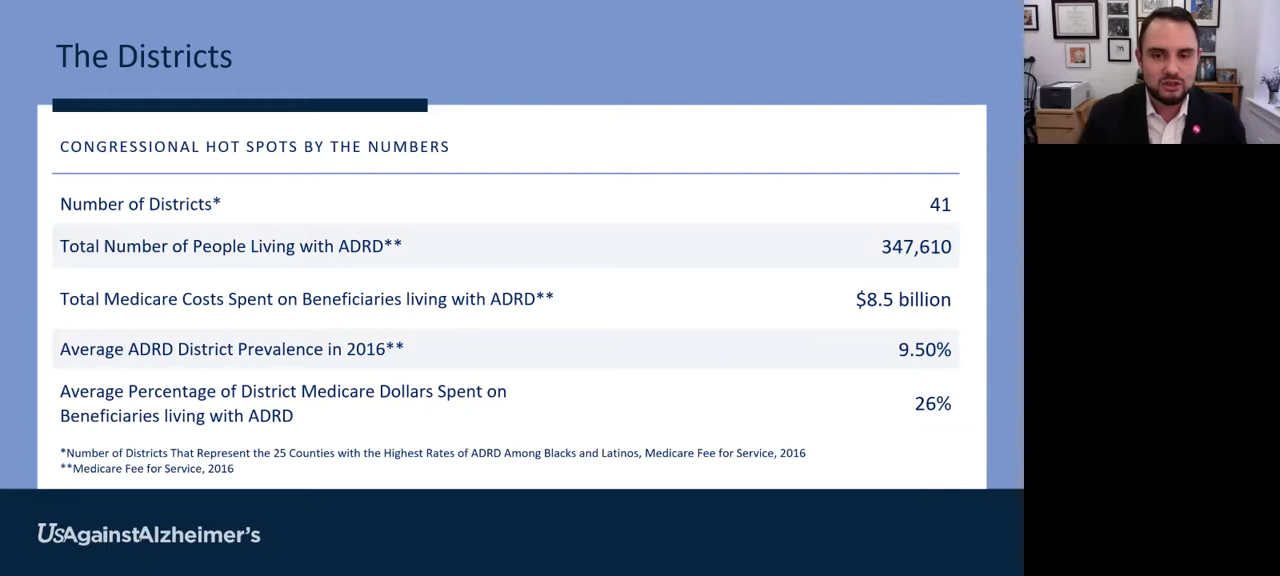 The Districts
CONGRESSIONAL HOT SPOTS BY THE NUMBERS
Number of Districts* 41
Total Number of People Living with ADRD** 347,610
Total Medicare Costs Spent on Beneficiaries living with ADRD** $8.5 billion
Average ADRD District Prevalence in 2016** 9.50%
Average Percentage of District Medicare Dollars Spent on
Beneficiaries living with ADRD 26%
*Number of Districts That Represent the 25 Counties with the Highest Rates of ADRD Among Blacks and Latinos, Medicare Fee for Service, 2016
**Medicare Fee for Service, 2016
UsAgainstAlzheimer's